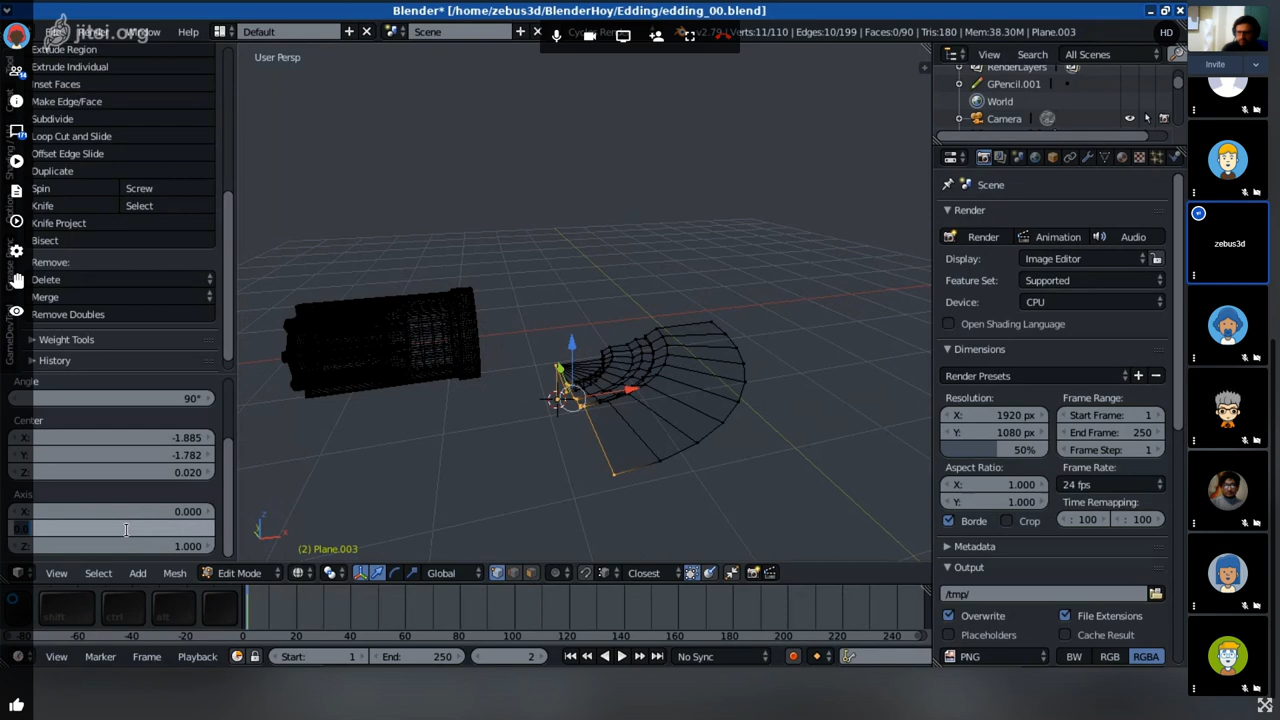 Blender* [/home/zebus3d/BlenderHoy/Edding/edding_00.blend]
jitsi.org
Window
Help
Default
Scene
v2.79 | Verts:11/110 | Edges:10/199 | Faces:0/90 | Tris:180 | Mem:38.30M | Plane.003
HD
Extrude Region
Extrude Individual
Inset Faces
Make Edge/Face
Subdivide
Loop Cut and Slide
Offset Edge Slide
Duplicate
Spin
Screw
Knife
Select
Knife Project
Bisect
Remove:
Delete
Merge
Remove Doubles
Weight Tools
History
Angle
90°
Center
X: -1.885
Y: -1.782
Z: 0.020
Axis
X: 0.000
0.0
Z: 1.000
User Persp
(2) Plane.003
View
Select
Add
Mesh
Edit Mode
Global
Closest
shift
ctrl
alt
-80 -60 -40 -20 0 20 40 60 80 100 120 140 160 180 200 220 240
View
Marker
Frame
Playback
Start: 1
End: 250
2
No Sync
View
Search
All Scenes
RenderLayers
GPencil.001
World
Camera
Scene
Render
Render
Animation
Audio
Display:
Image Editor
Feature Set:
Supported
Device:
CPU
Open Shading Language
Dimensions
Render Presets
Resolution:
Frame Range:
X: 1920 px
Start Frame: 1
Y: 1080 px
End Frame: 250
50%
Frame Step: 1
Aspect Ratio:
Frame Rate:
X: 1.000
24 fps
Y: 1.000
Time Remapping:
Borde
Crop
: 100
: 100
Metadata
Output
/tmp/
Overwrite
File Extensions
Placeholders
Cache Result
PNG
BW
RGB
RGBA
Invite
zebus3d